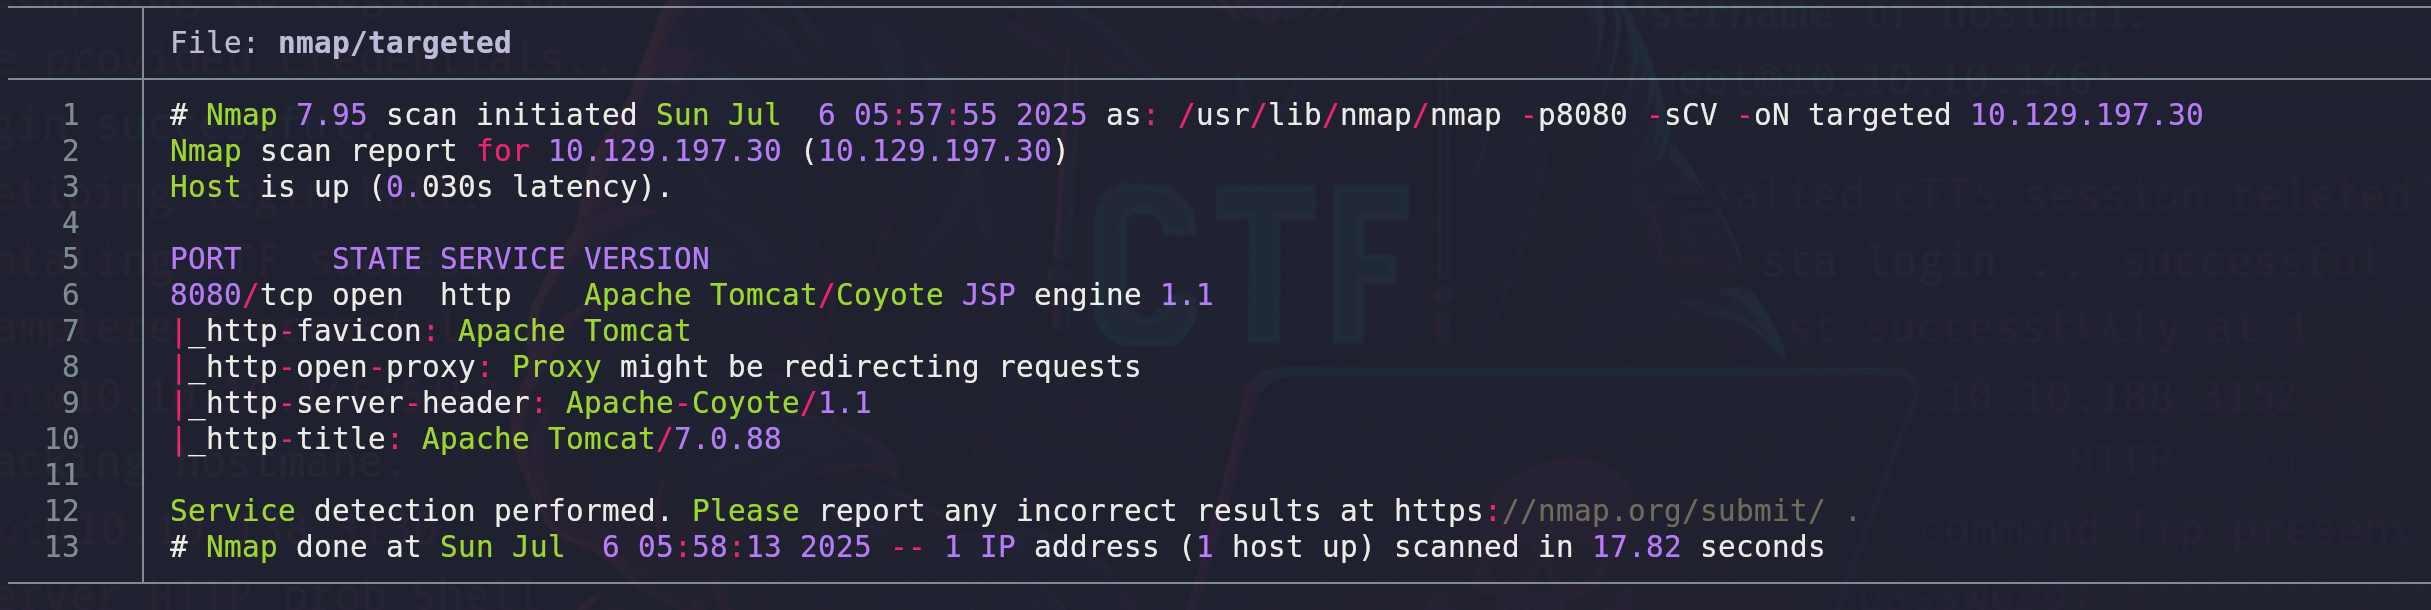 File: nmap/targeted
1 # Nmap 7.95 scan initiated Sun Jul  6 05:57:55 2025 as: /usr/lib/nmap/nmap -p8080 -sCV -oN targeted 10.129.197.30
2 Nmap scan report for 10.129.197.30 (10.129.197.30)
3 Host is up (0.030s latency).
4
5 PORT     STATE SERVICE VERSION
6 8080/tcp open  http    Apache Tomcat/Coyote JSP engine 1.1
7 |_http-favicon: Apache Tomcat
8 |_http-open-proxy: Proxy might be redirecting requests
9 |_http-server-header: Apache-Coyote/1.1
10 |_http-title: Apache Tomcat/7.0.88
11
12 Service detection performed. Please report any incorrect results at https://nmap.org/submit/ .
13 # Nmap done at Sun Jul  6 05:58:13 2025 -- 1 IP address (1 host up) scanned in 17.82 seconds
CTF